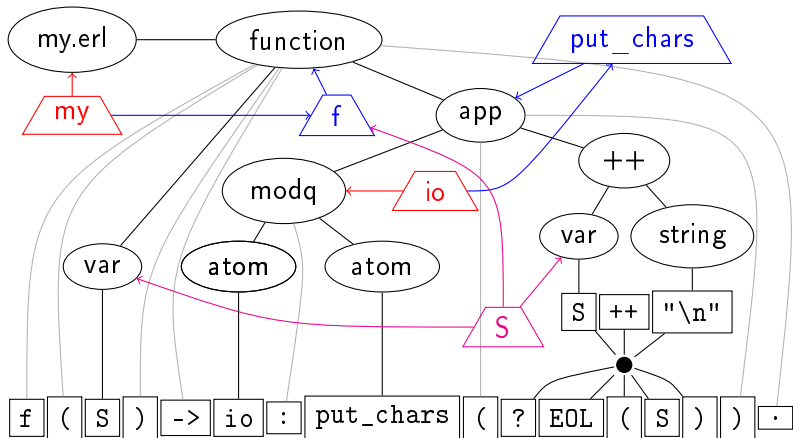 my.erl function put_chars
my f app
modq io ++
var atom atom var string
S ++ "\n"
S
f ( S ) -> io : put_chars ( ? EOL ( S ) ) .